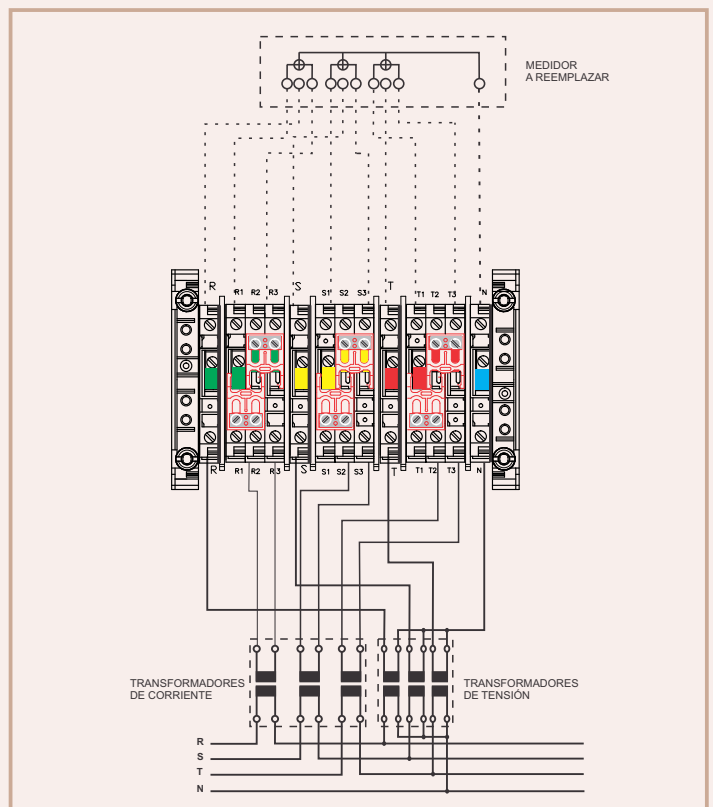 MEDIDOR
A REEMPLAZAR
R R1 R2 R3 S S1 S2 S3 T T1 T2 T3 N
R R1 R2 R3 S S1 S2 S3 T T1 T2 T3 N
TRANSFORMADORES
DE CORRIENTE
TRANSFORMADORES
DE TENSIÓN
R
S
T
N